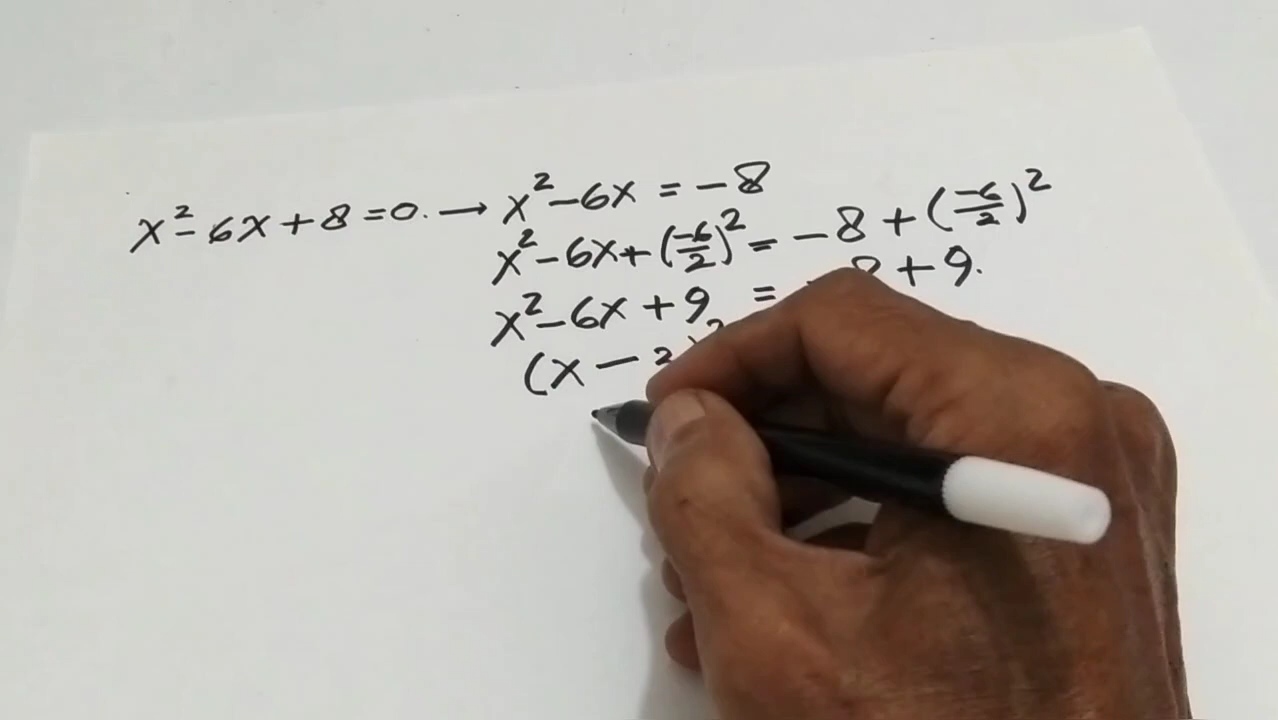 x² - 6x + 8 = 0. → x² - 6x = -8
x² - 6x + (-6/2)² = -8 + (-6/2)²
x² - 6x + 9 = -8 + 9.
(x -